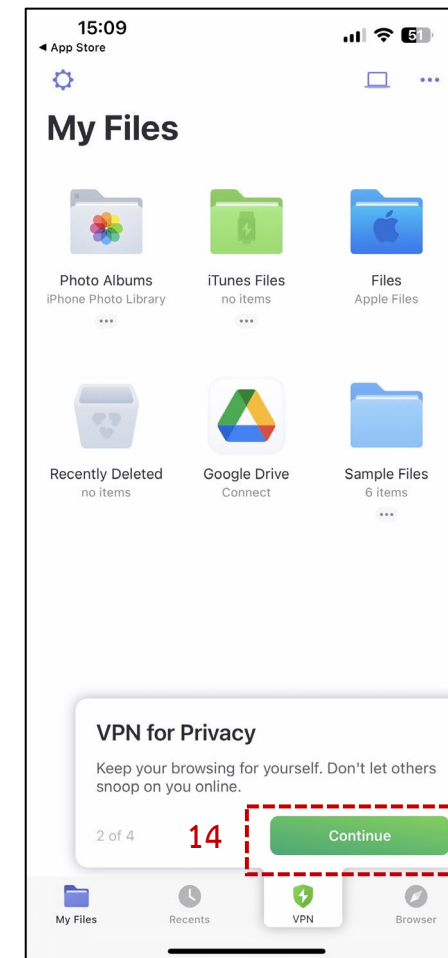 15:09
◀ App Store
51
My Files
Photo Albums
iPhone Photo Library
iTunes Files
no items
Files
Apple Files
Recently Deleted
no items
Google Drive
Connect
Sample Files
6 items
VPN for Privacy
Keep your browsing for yourself. Don't let others
snoop on you online.
2 of 4
14
Continue
My Files
Recents
VPN
Browser